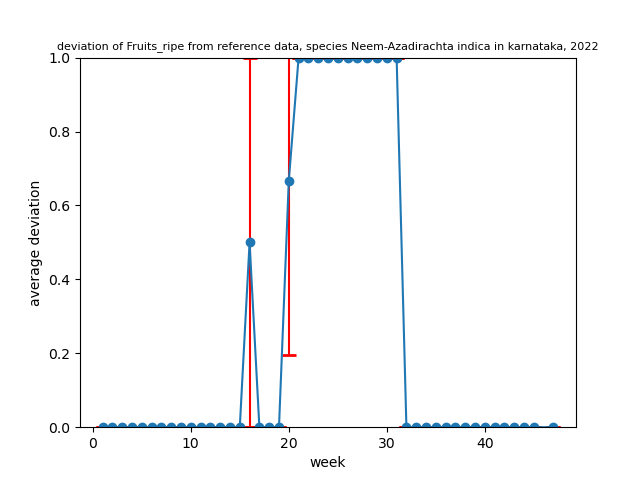 deviation of Fruits_ripe from reference data, species Neem-Azadirachta indica in karnataka, 2022
1.0
0.8
0.6
0.4
0.2
0.0
average deviation
0 10 20 30 40
week